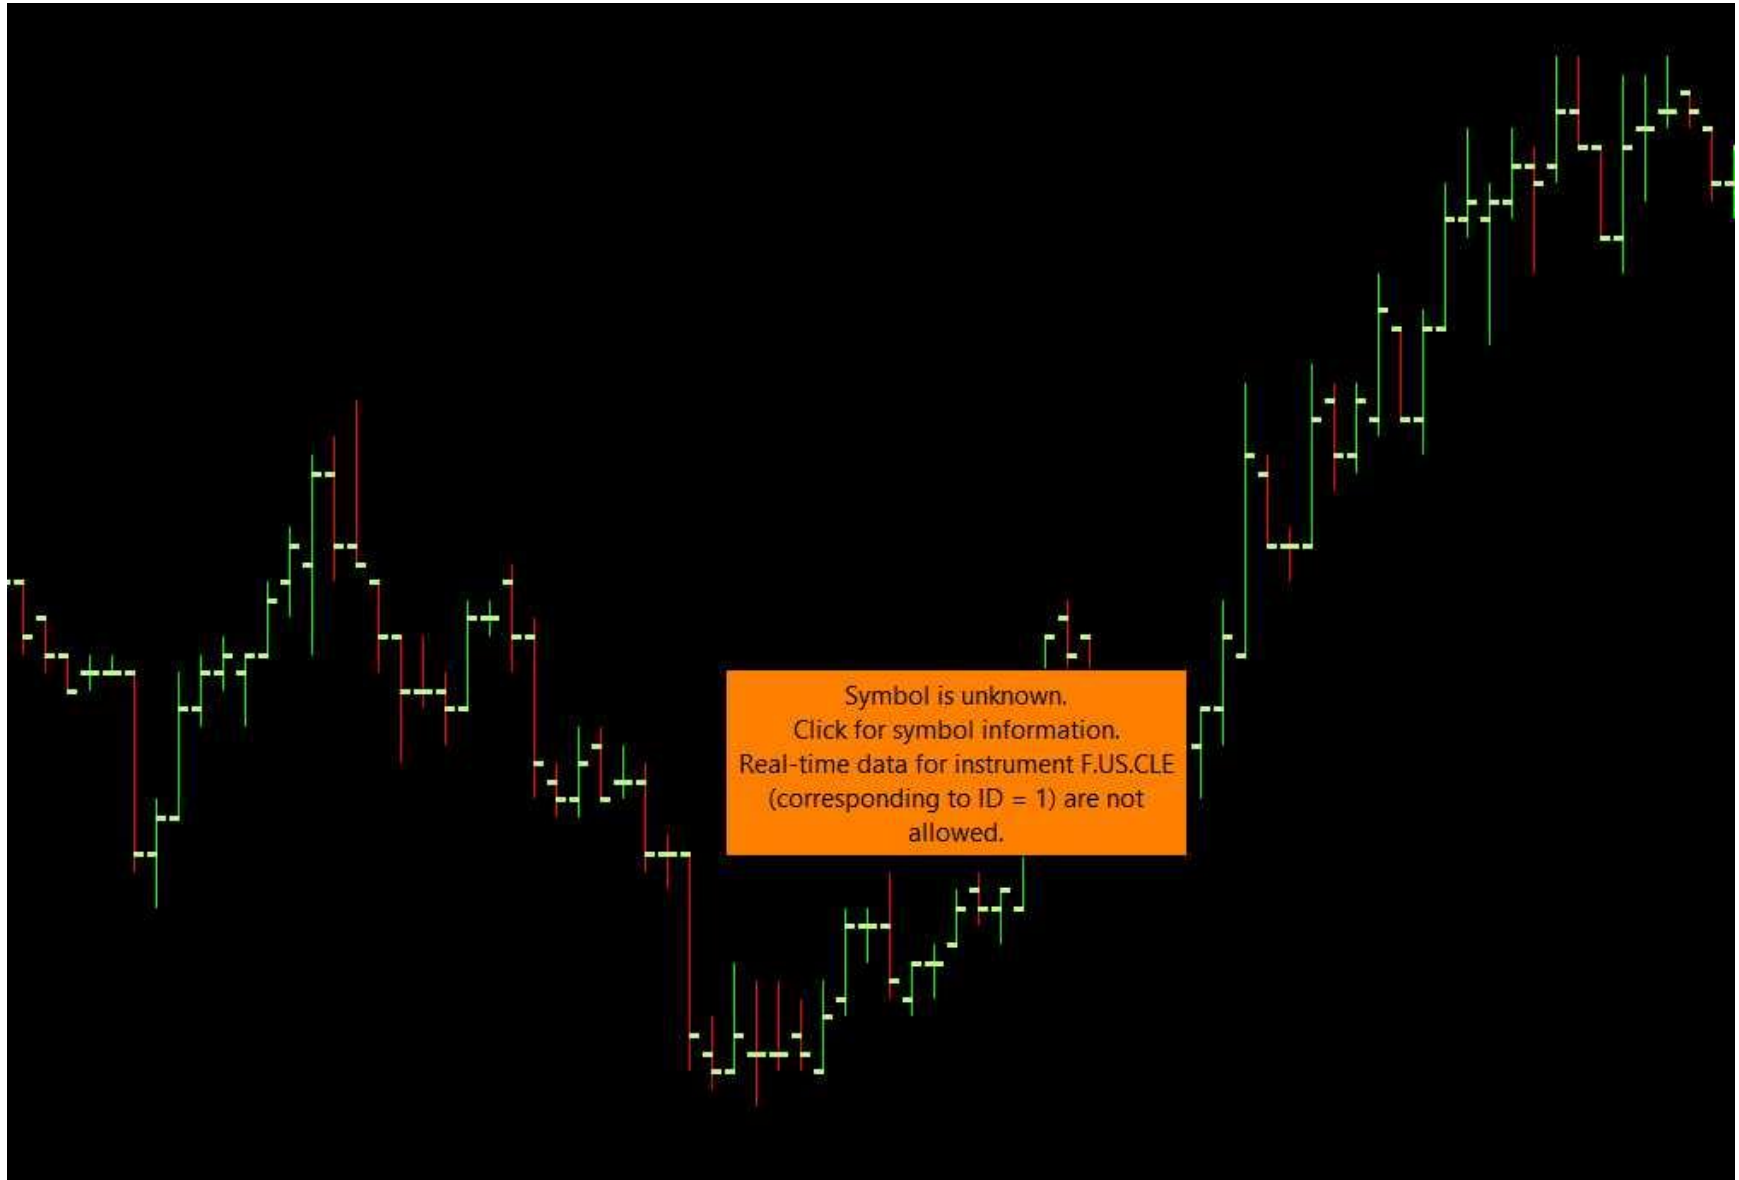 Symbol is unknown.
Click for symbol information.
Real-time data for instrument F.US.CLE
(corresponding to ID = 1) are not
allowed.